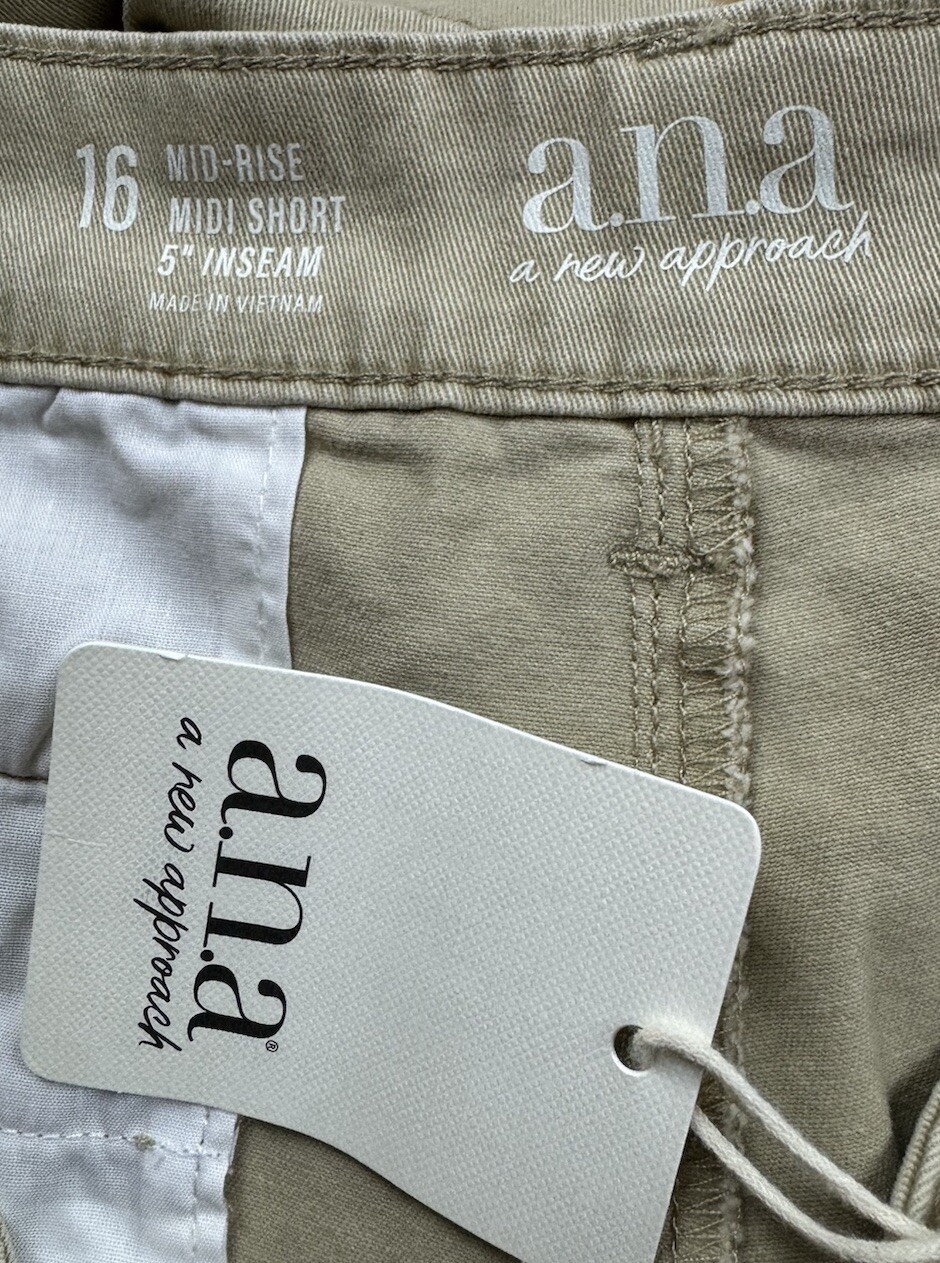 16
MID-RISE
MIDI SHORT
5" INSEAM
MADE IN VIETNAM
a.n.a
a new approach
a.n.a®
a new approach